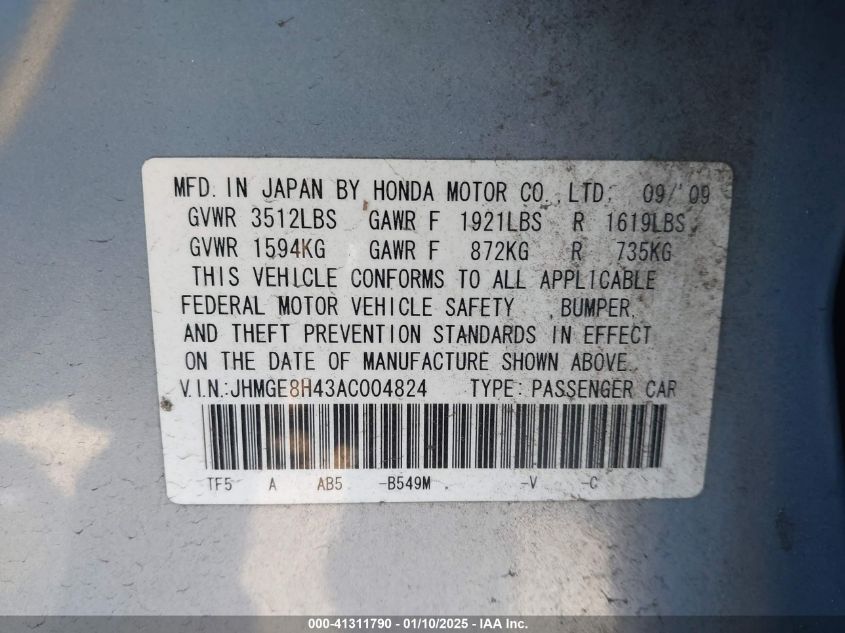 MFD. IN JAPAN BY HONDA MOTOR CO., LTD. 09/'09
GVWR 3512LBS GAWR F 1921LBS R 1619LBS
GVWR 1594KG GAWR F 872KG R 735KG
THIS VEHICLE CONFORMS TO ALL APPLICABLE
FEDERAL MOTOR VEHICLE SAFETY , BUMPER,
AND THEFT PREVENTION STANDARDS IN EFFECT
ON THE DATE OF MANUFACTURE SHOWN ABOVE.
V.I.N.:JHMGE8H43AC004824 TYPE: PASSENGER CAR
TF5 A AB5 -B549M -V -C
000-41311790 - 01/10/2025 - IAA Inc.